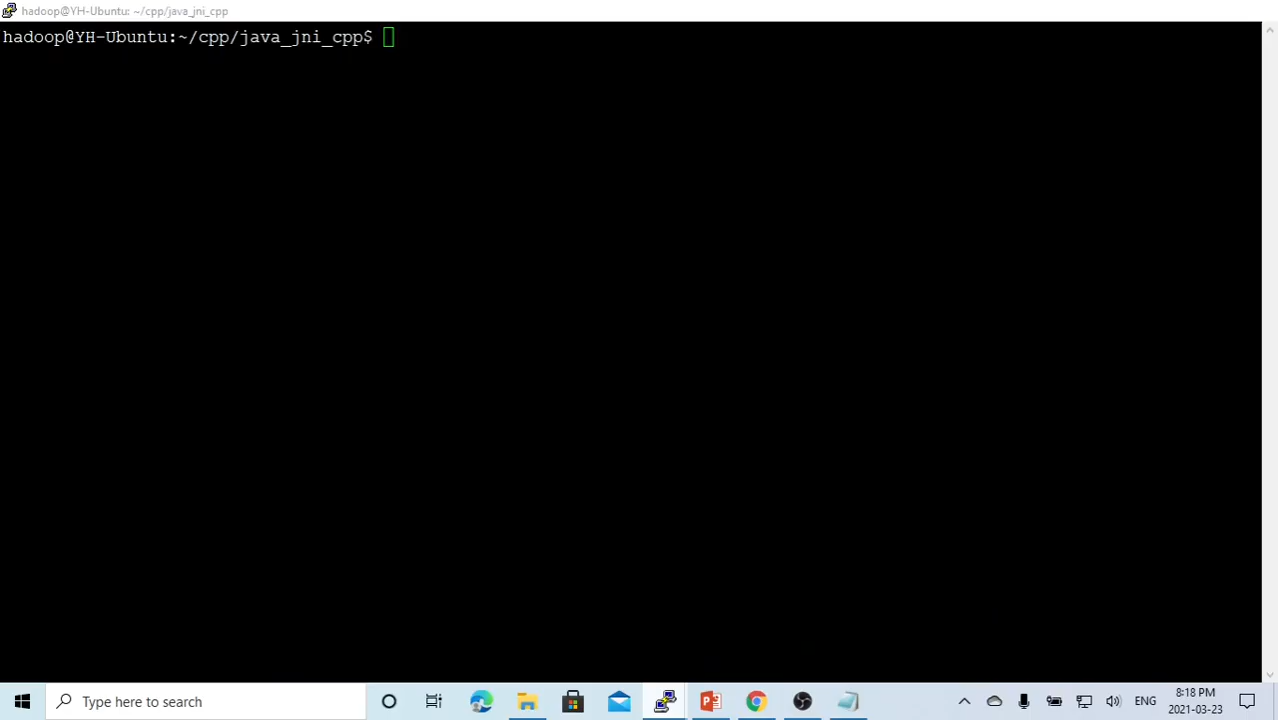 hadoop@YH-Ubuntu: ~/cpp/java_jni_cpp
hadoop@YH-Ubuntu:~/cpp/java_jni_cpp$
Type here to search
ENG
8:18 PM
2021-03-23